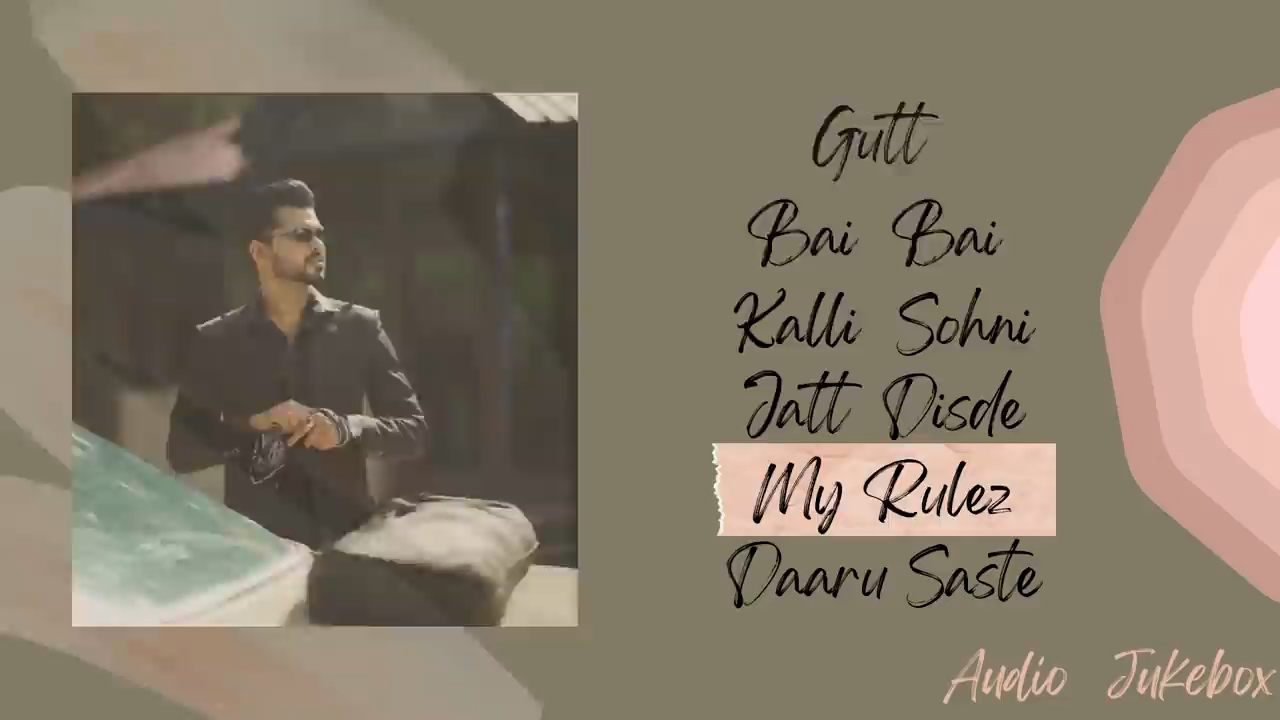 Gutt
Bai Bai
Kalli Sohni
Jatt Disde
My Rulez
Daaru Saste
Audio Jukebox